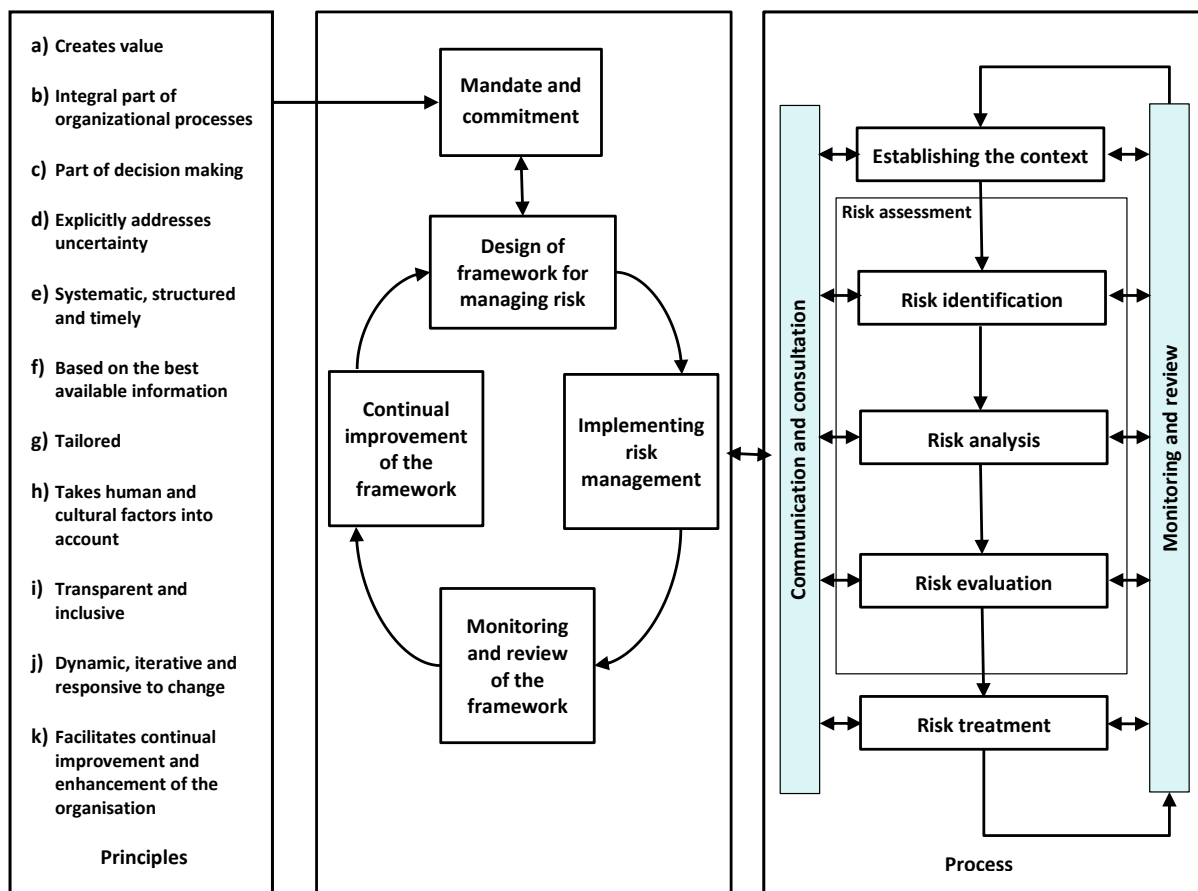 a) Creates value
b) Integral part of
organizational processes
c) Part of decision making
d) Explicitly addresses
uncertainty
e) Systematic, structured
and timely
f) Based on the best
available information
g) Tailored
h) Takes human and
cultural factors into
account
i) Transparent and
inclusive
j) Dynamic, iterative and
responsive to change
k) Facilitates continual
improvement and
enhancement of the
organisation
Principles
Mandate and
commitment
Design of
framework for
managing risk
Continual
improvement
of the
framework
Implementing
risk
management
Monitoring
and review
of the
framework
Communication and consultation
Establishing the context
Risk assessment
Risk identification
Risk analysis
Risk evaluation
Risk treatment
Monitoring and review
Process